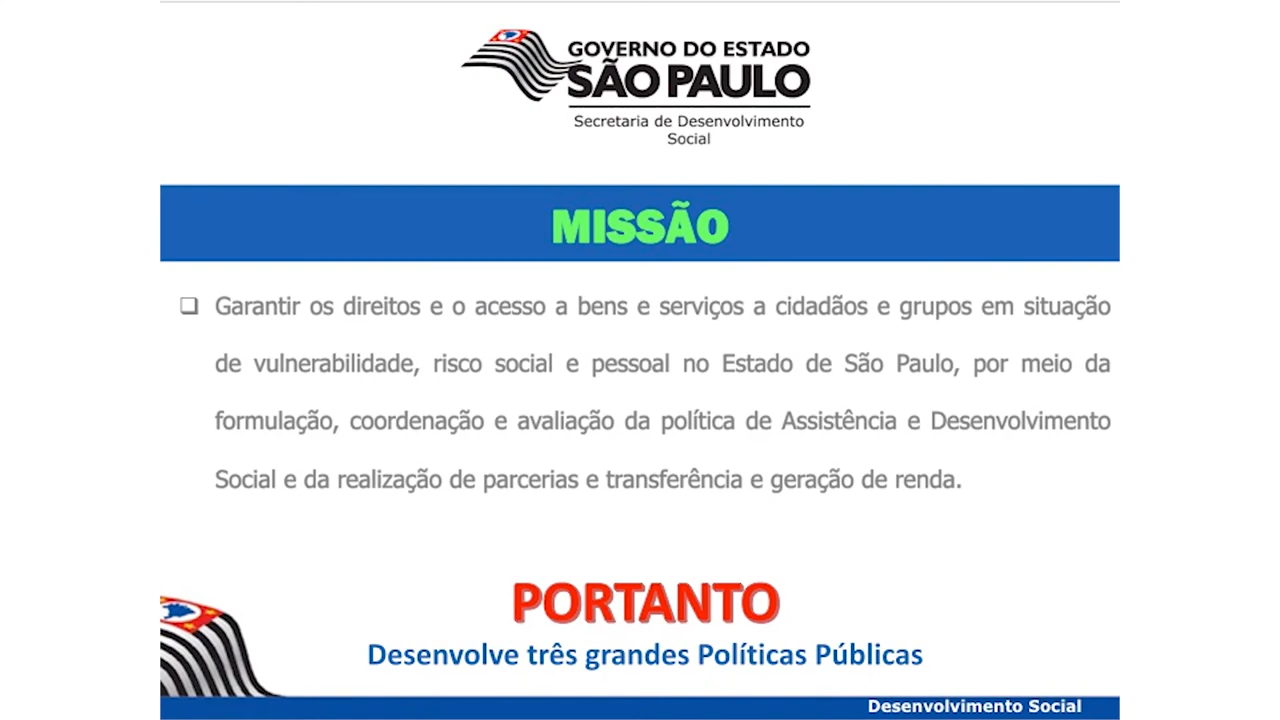 GOVERNO DO ESTADO
SÃO PAULO
Secretaria de Desenvolvimento
Social
MISSÃO
Garantir os direitos e o acesso a bens e serviços a cidadãos e grupos em situação
de vulnerabilidade, risco social e pessoal no Estado de São Paulo, por meio da
formulação, coordenação e avaliação da política de Assistência e Desenvolvimento
Social e da realização de parcerias e transferência e geração de renda.
PORTANTO
Desenvolve três grandes Políticas Públicas
Desenvolvimento Social